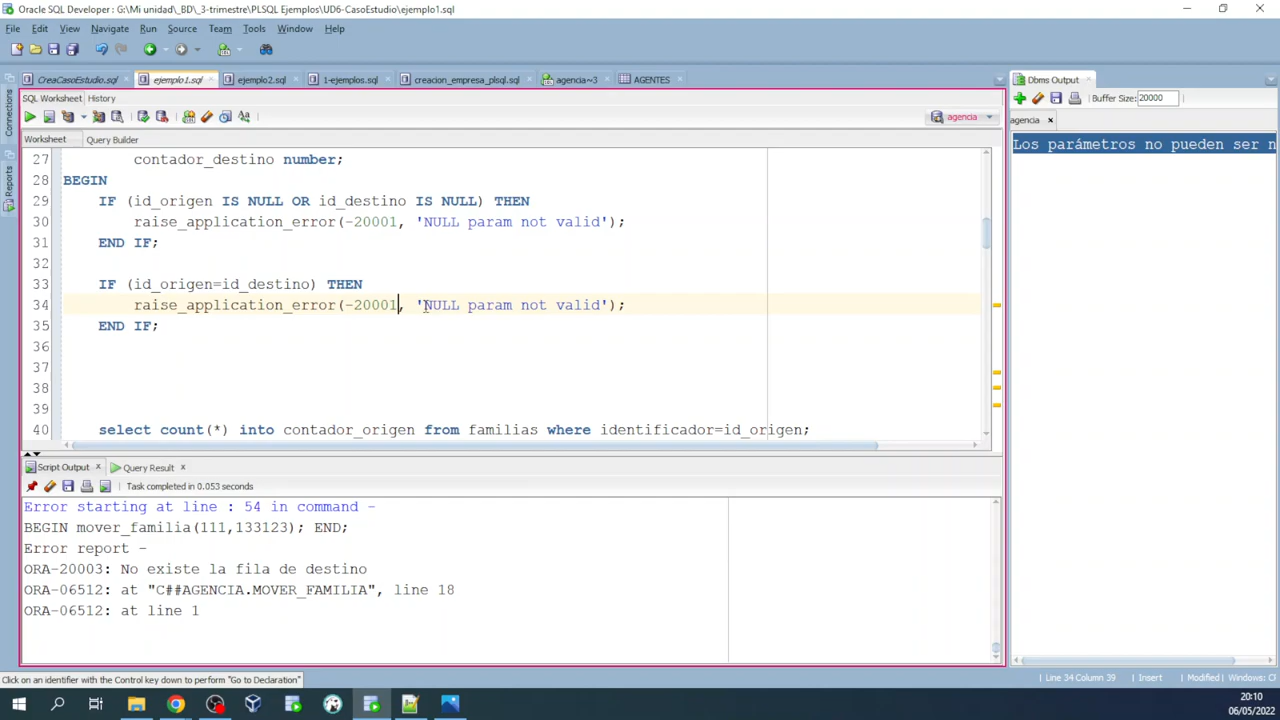 Oracle SQL Developer : G:\Mi unidad\_BD\_3-trimestre\PLSQL Ejemplos\UD6-CasoEstudio\ejemplo1.sql
File Edit View Navigate Run Source Team Tools Window Help
CreaCasoEstudio.sql ejemplo1.sql ejemplo2.sql 1-ejemplos.sql creacion_empresa_plsql.sql agencia~3 AGENTES
SQL Worksheet History
agencia
Worksheet Query Builder
27 contador_destino number;
28 BEGIN
29 IF (id_origen IS NULL OR id_destino IS NULL) THEN
30 raise_application_error(-20001, 'NULL param not valid');
31 END IF;
32
33 IF (id_origen=id_destino) THEN
34 raise_application_error(-20001, 'NULL param not valid');
35 END IF;
36
37
38
39
40 select count(*) into contador_origen from familias where identificador=id_origen;
Script Output Query Result
Task completed in 0.053 seconds
Error starting at line : 54 in command -
BEGIN mover_familia(111,133123); END;
Error report -
ORA-20003: No existe la fila de destino
ORA-06512: at "C##AGENCIA.MOVER_FAMILIA", line 18
ORA-06512: at line 1
Connections
Reports
Dbms Output
Buffer Size: 20000
agencia
Los parámetros no pueden ser n
Click on an identifier with the Control key down to perform "Go to Declaration"
Line 34 Column 39 Insert Modified Windows: C
20:10
06/05/2022